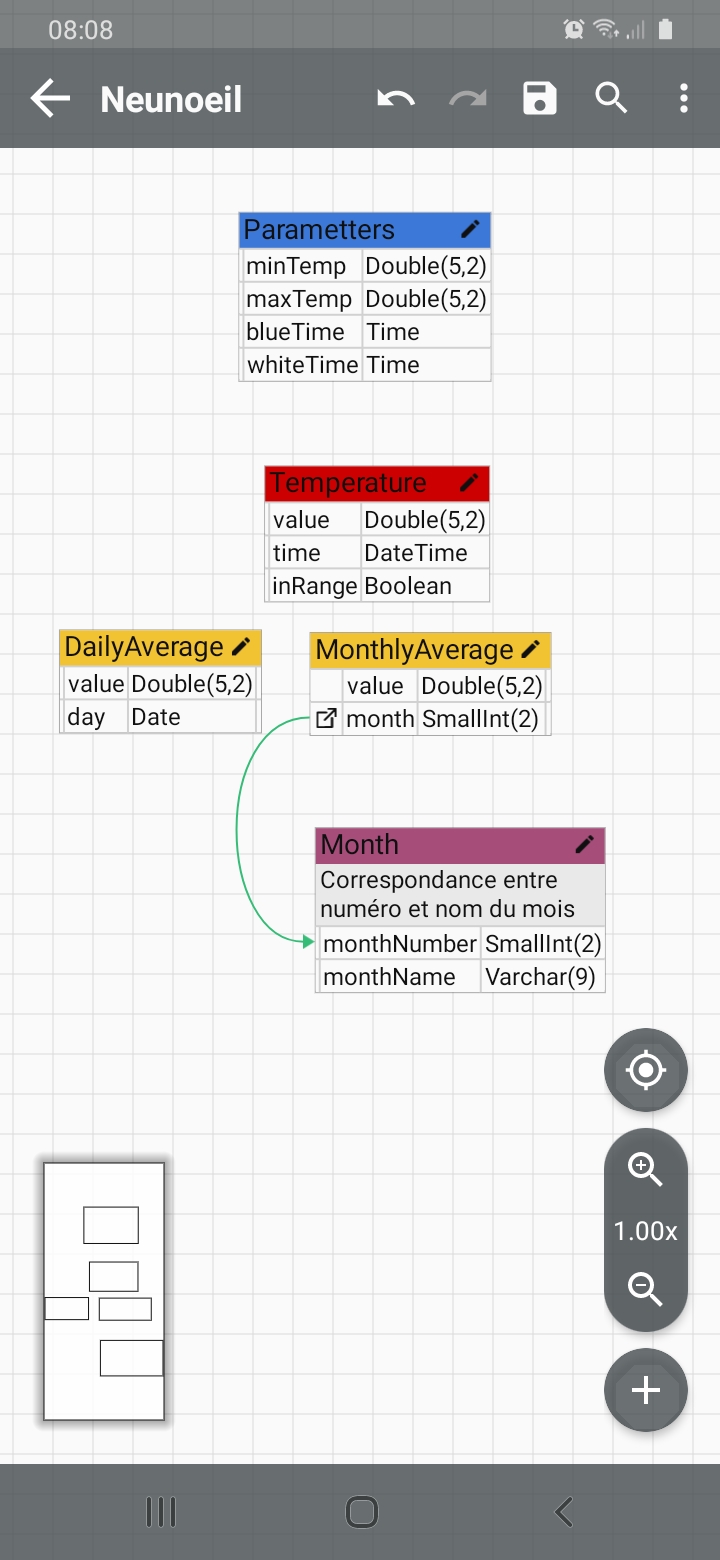 08:08
Neunoeil
Parametters
minTemp Double(5,2)
maxTemp Double(5,2)
blueTime Time
whiteTime Time
Temperature
value Double(5,2)
time DateTime
inRange Boolean
DailyAverage
value Double(5,2)
day Date
MonthlyAverage
value Double(5,2)
month SmallInt(2)
Month
Correspondance entre
numéro et nom du mois
monthNumber SmallInt(2)
monthName Varchar(9)
1.00x